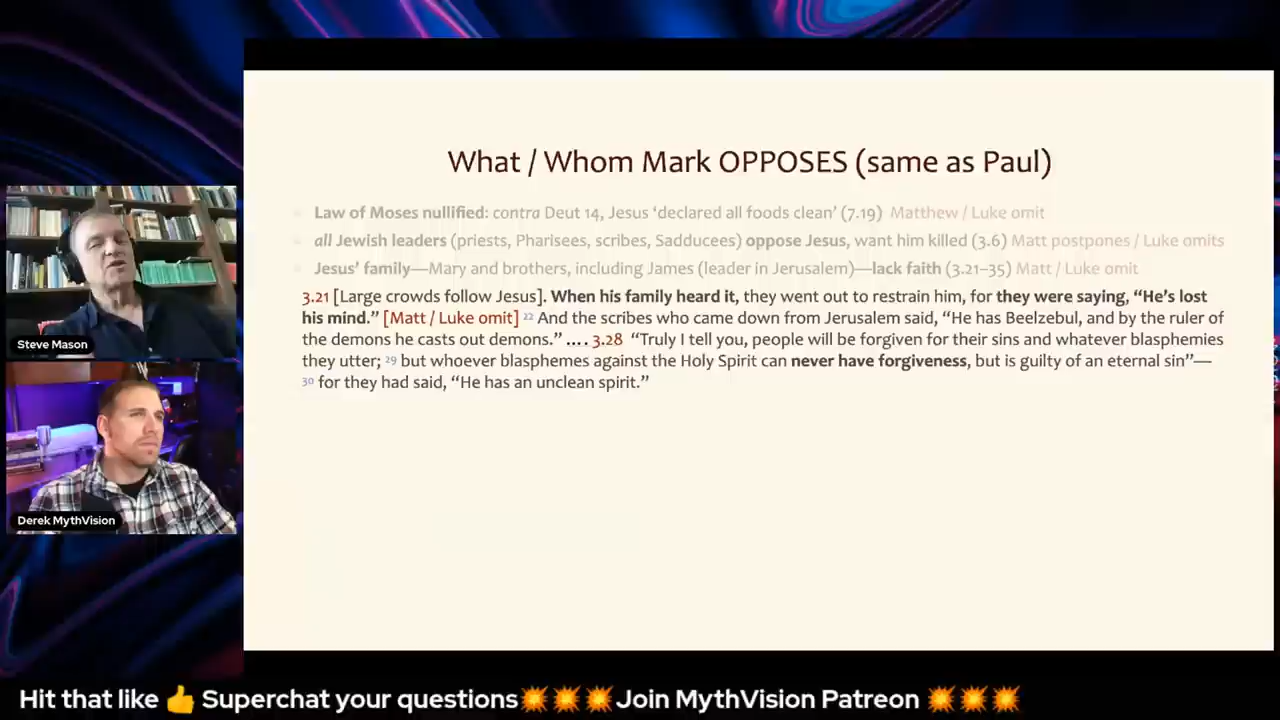 What / Whom Mark OPPOSES (same as Paul)
Law of Moses nullified: contra Deut 14, Jesus ‘declared all foods clean’ (7.19) Matthew / Luke omit
all Jewish leaders (priests, Pharisees, scribes, Sadducees) oppose Jesus, want him killed (3.6) Matt postpones / Luke omits
Jesus’ family—Mary and brothers, including James (leader in Jerusalem)—lack faith (3.21–35) Matt / Luke omit
3.21 [Large crowds follow Jesus]. When his family heard it, they went out to restrain him, for they were saying, “He’s lost
his mind.” [Matt / Luke omit] 22 And the scribes who came down from Jerusalem said, “He has Beelzebul, and by the ruler of
the demons he casts out demons.” .... 3.28 “Truly I tell you, people will be forgiven for their sins and whatever blasphemies
they utter; 29 but whoever blasphemes against the Holy Spirit can never have forgiveness, but is guilty of an eternal sin”—
30 for they had said, “He has an unclean spirit.”
Steve Mason
Derek MythVision
Hit that like 👍 Superchat your questions💥💥💥Join MythVision Patreon 💥💥💥